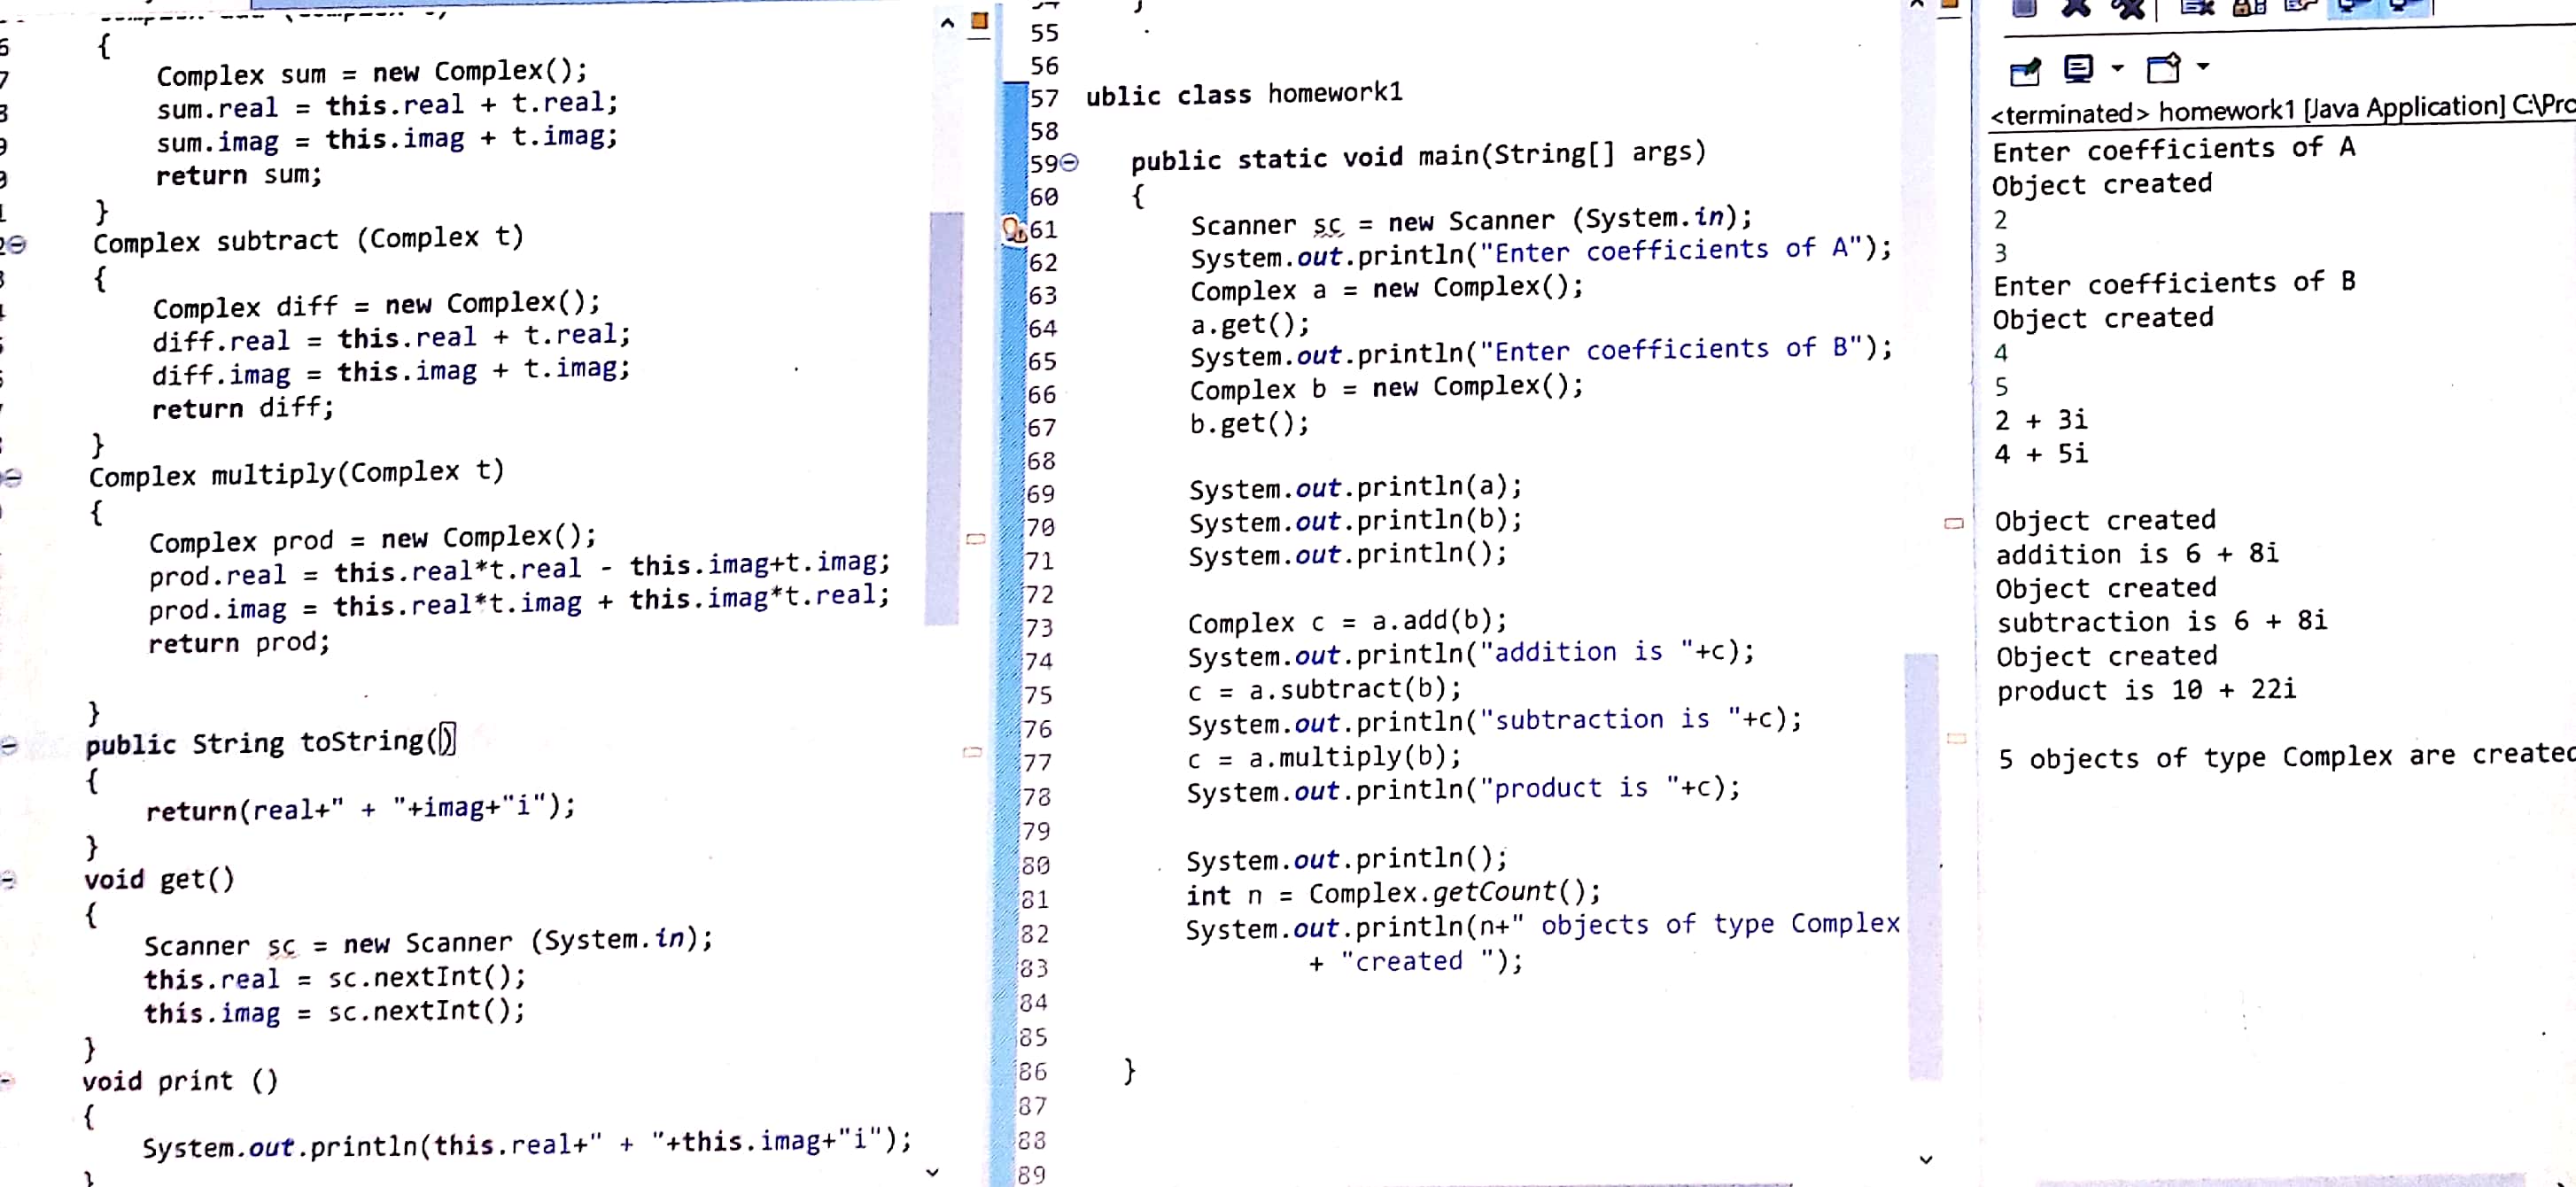 {
Complex sum = new Complex();
sum.real = this.real + t.real;
sum.imag = this.imag + t.imag;
return sum;
}
Complex subtract (Complex t)
{
Complex diff = new Complex();
diff.real = this.real + t.real;
diff.imag = this.imag + t.imag;
return diff;
}
Complex multiply(Complex t)
{
Complex prod = new Complex();
prod.real = this.real*t.real - this.imag+t.imag;
prod.imag = this.real*t.imag + this.imag*t.real;
return prod;
}
public String toString()
{
return(real+" + "+imag+"i");
}
void get()
{
Scanner sc = new Scanner (System.in);
this.real = sc.nextInt();
this.imag = sc.nextInt();
}
void print ()
{
System.out.println(this.real+" + "+this.imag+"i");
55
56
57 ublic class homework1
58
59 public static void main(String[] args)
60 {
61 Scanner sc = new Scanner (System.in);
62 System.out.println("Enter coefficients of A");
63 Complex a = new Complex();
64 a.get();
65 System.out.println("Enter coefficients of B");
66 Complex b = new Complex();
67 b.get();
68
69 System.out.println(a);
70 System.out.println(b);
71 System.out.println();
72
73 Complex c = a.add(b);
74 System.out.println("addition is "+c);
75 c = a.subtract(b);
76 System.out.println("subtraction is "+c);
77 c = a.multiply(b);
78 System.out.println("product is "+c);
79
80 System.out.println();
81 int n = Complex.getCount();
82 System.out.println(n+" objects of type Complex
83 + "created ");
84
85
86 }
87
88
89
<terminated> homework1 [Java Application] C:\Pro
Enter coefficients of A
Object created
2
3
Enter coefficients of B
Object created
4
5
2 + 3i
4 + 5i
Object created
addition is 6 + 8i
Object created
subtraction is 6 + 8i
Object created
product is 10 + 22i
5 objects of type Complex are created